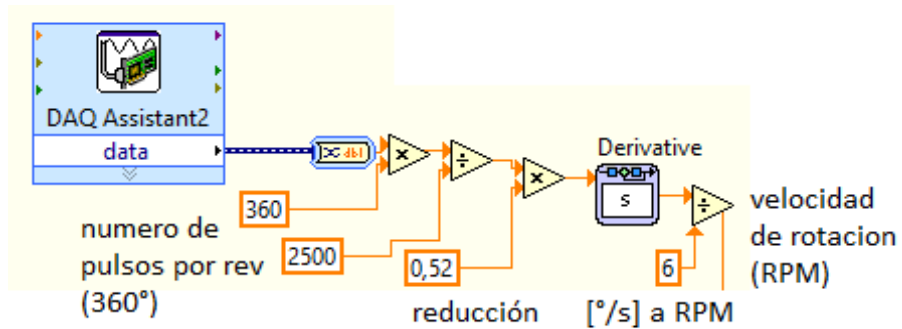 DAQ Assistant2
data
dbl
Derivative
s
360
2500
0,52
6
numero de
pulsos por rev
(360°)
reducción
[°/s] a RPM
velocidad
de rotacion
(RPM)